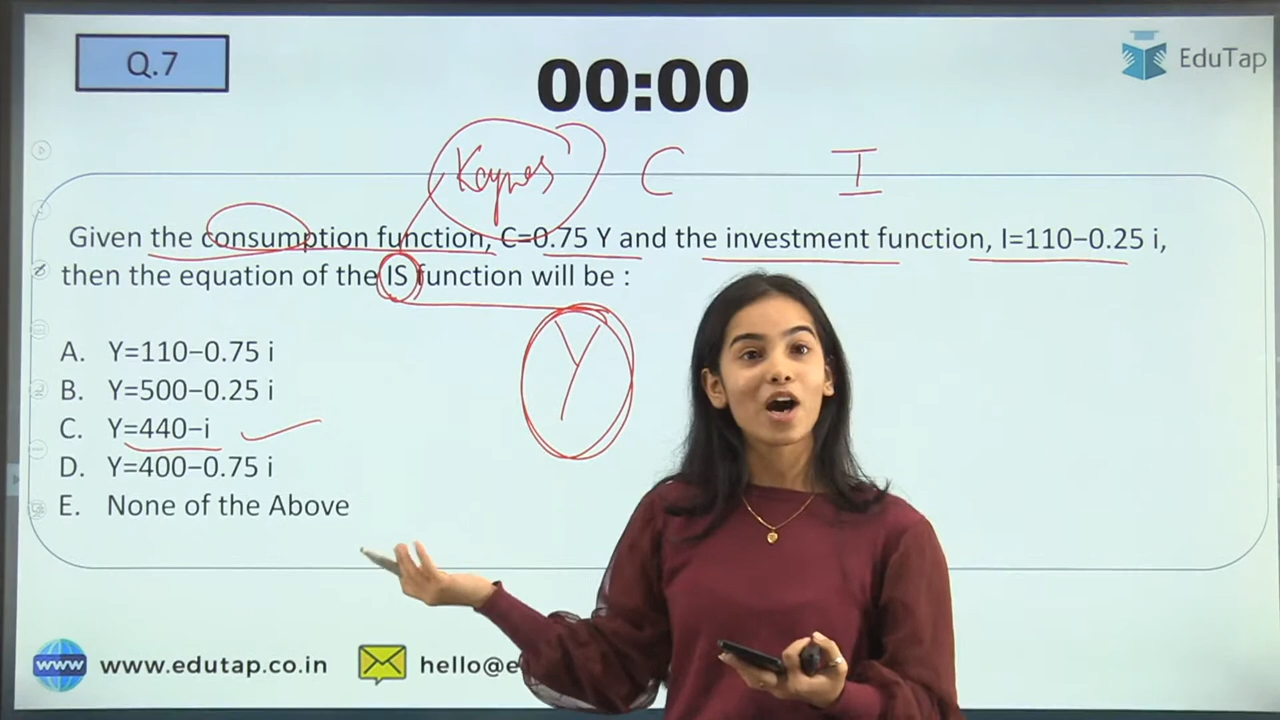 Q.7
00:00
EduTap
Keynes C I
Given the consumption function, C=0.75 Y and the investment function, I=110−0.25 i,
then the equation of the IS function will be :
Y
A. Y=110−0.75 i
B. Y=500−0.25 i
C. Y=440−i
D. Y=400−0.75 i
E. None of the Above
www www.edutap.co.in hello@e